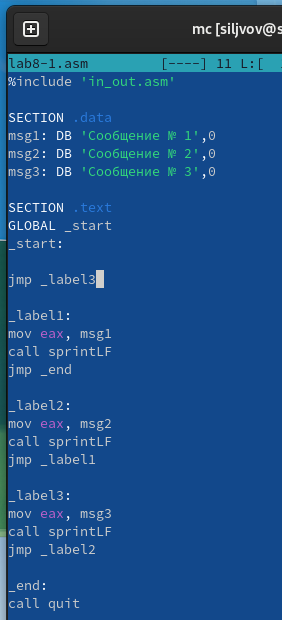 mc [siljvov@s
lab8-1.asm [----] 11 L:[
%include 'in_out.asm'
SECTION .data
msg1: DB 'Сообщение № 1',0
msg2: DB 'Сообщение № 2',0
msg3: DB 'Сообщение № 3',0
SECTION .text
GLOBAL _start
_start:
jmp _label3
_label1:
mov eax, msg1
call sprintLF
jmp _end
_label2:
mov eax, msg2
call sprintLF
jmp _label1
_label3:
mov eax, msg3
call sprintLF
jmp _label2
_end:
call quit